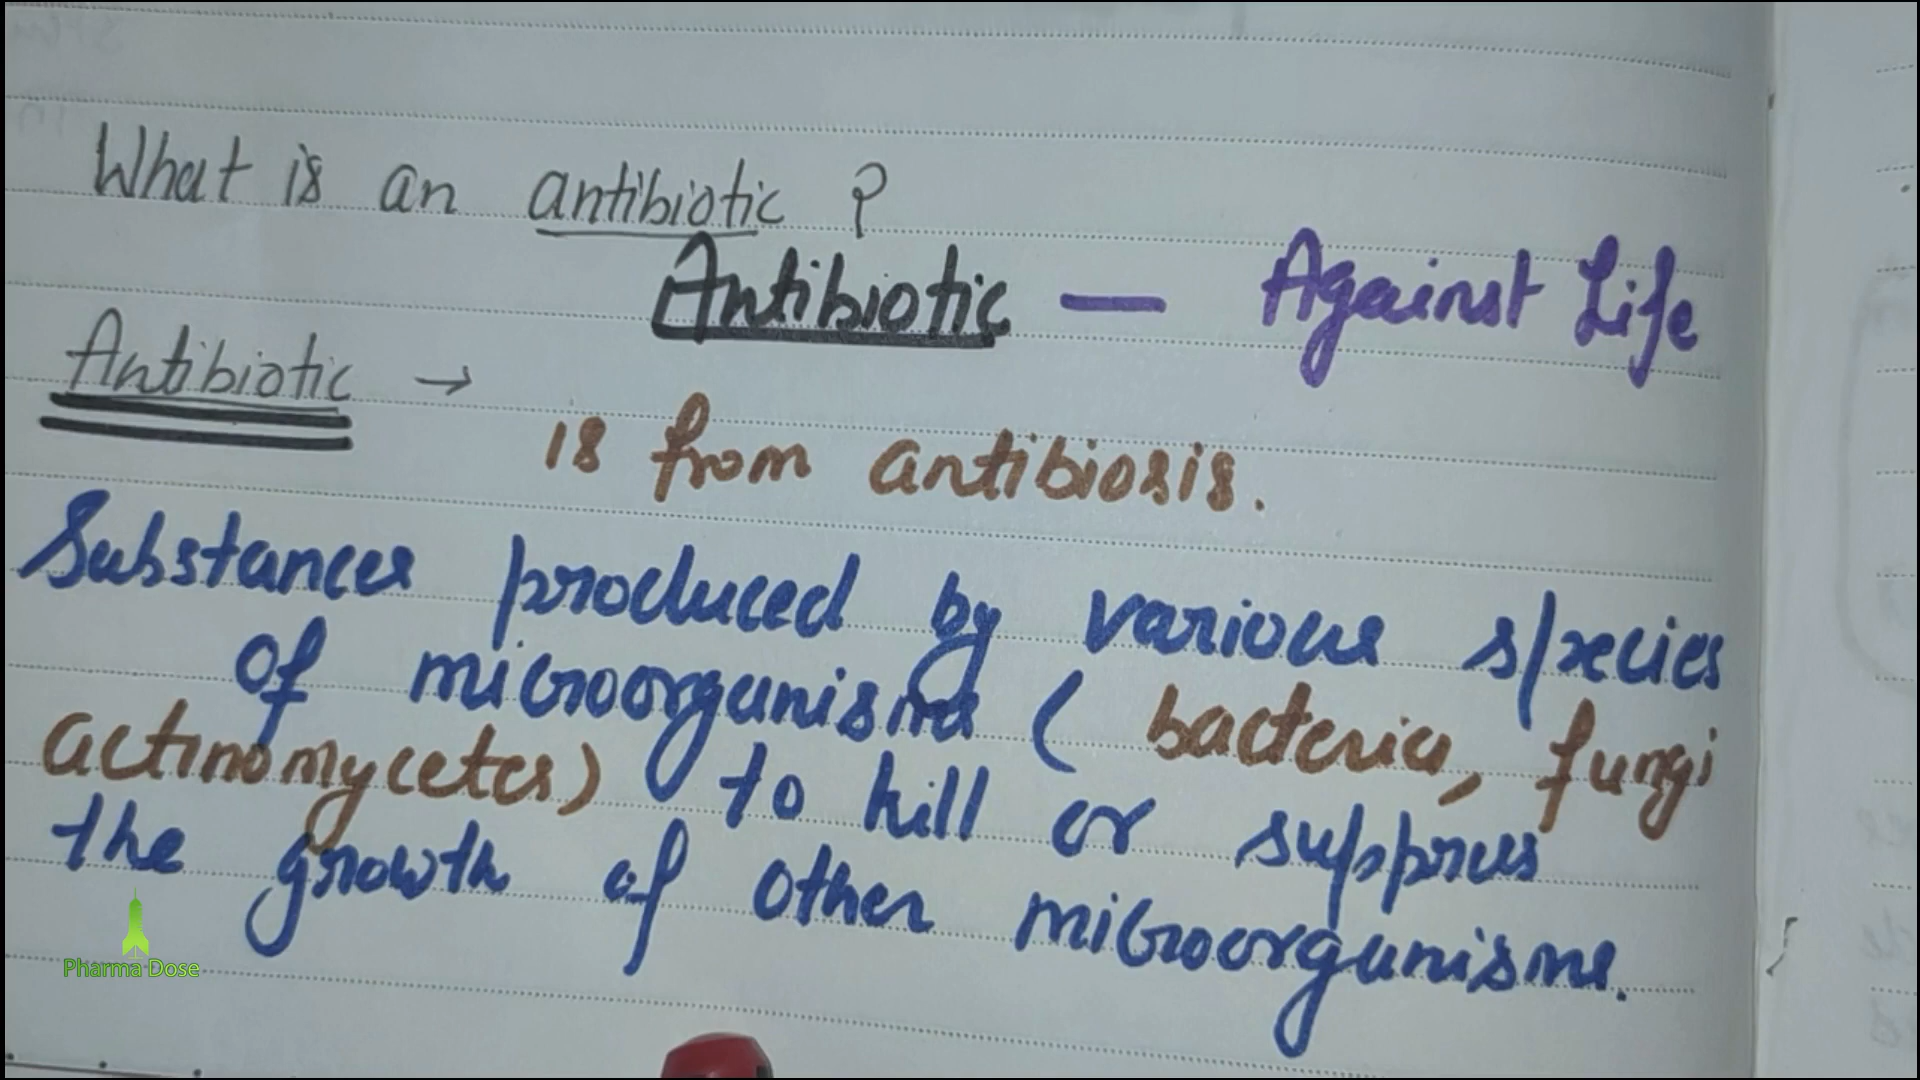 What is an antibiotic ?
Antibiotic — Against Life
Antibiotic →
is from antibiosis.
Substances produced by various species
of microorganisms ( bacteria, fungi
actinomycetes) to kill or suppress
the growth of other microorganisms.
Pharma Dose